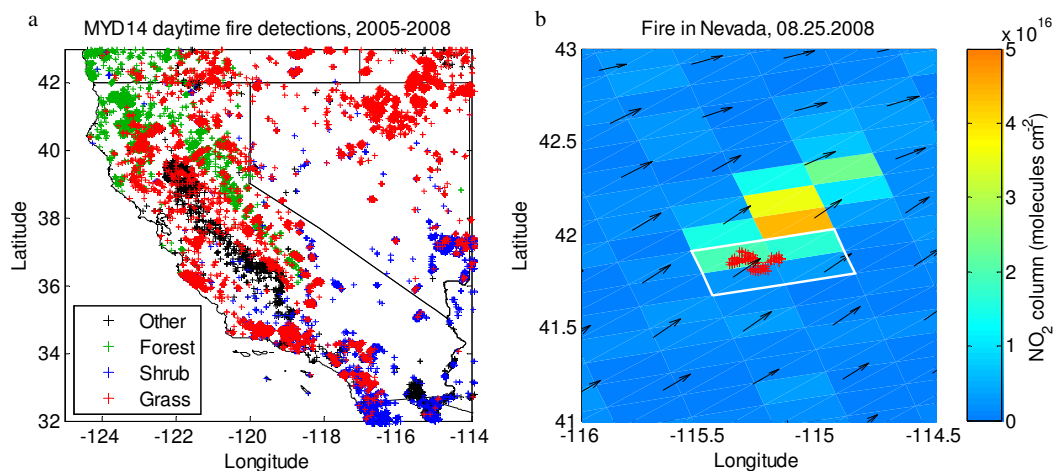 a
MYD14 daytime fire detections, 2005-2008
42
40
38
36
34
32
-124
-122
-120
-118
-116
-114
Latitude
Longitude
Other
Forest
Shrub
Grass
b
Fire in Nevada, 08.25.2008
43
42.5
42
41.5
41
-116
-115.5
-115
-114.5
Latitude
Longitude
x 10^16
5
4
3
2
1
0
NO2 column (molecules cm-2)